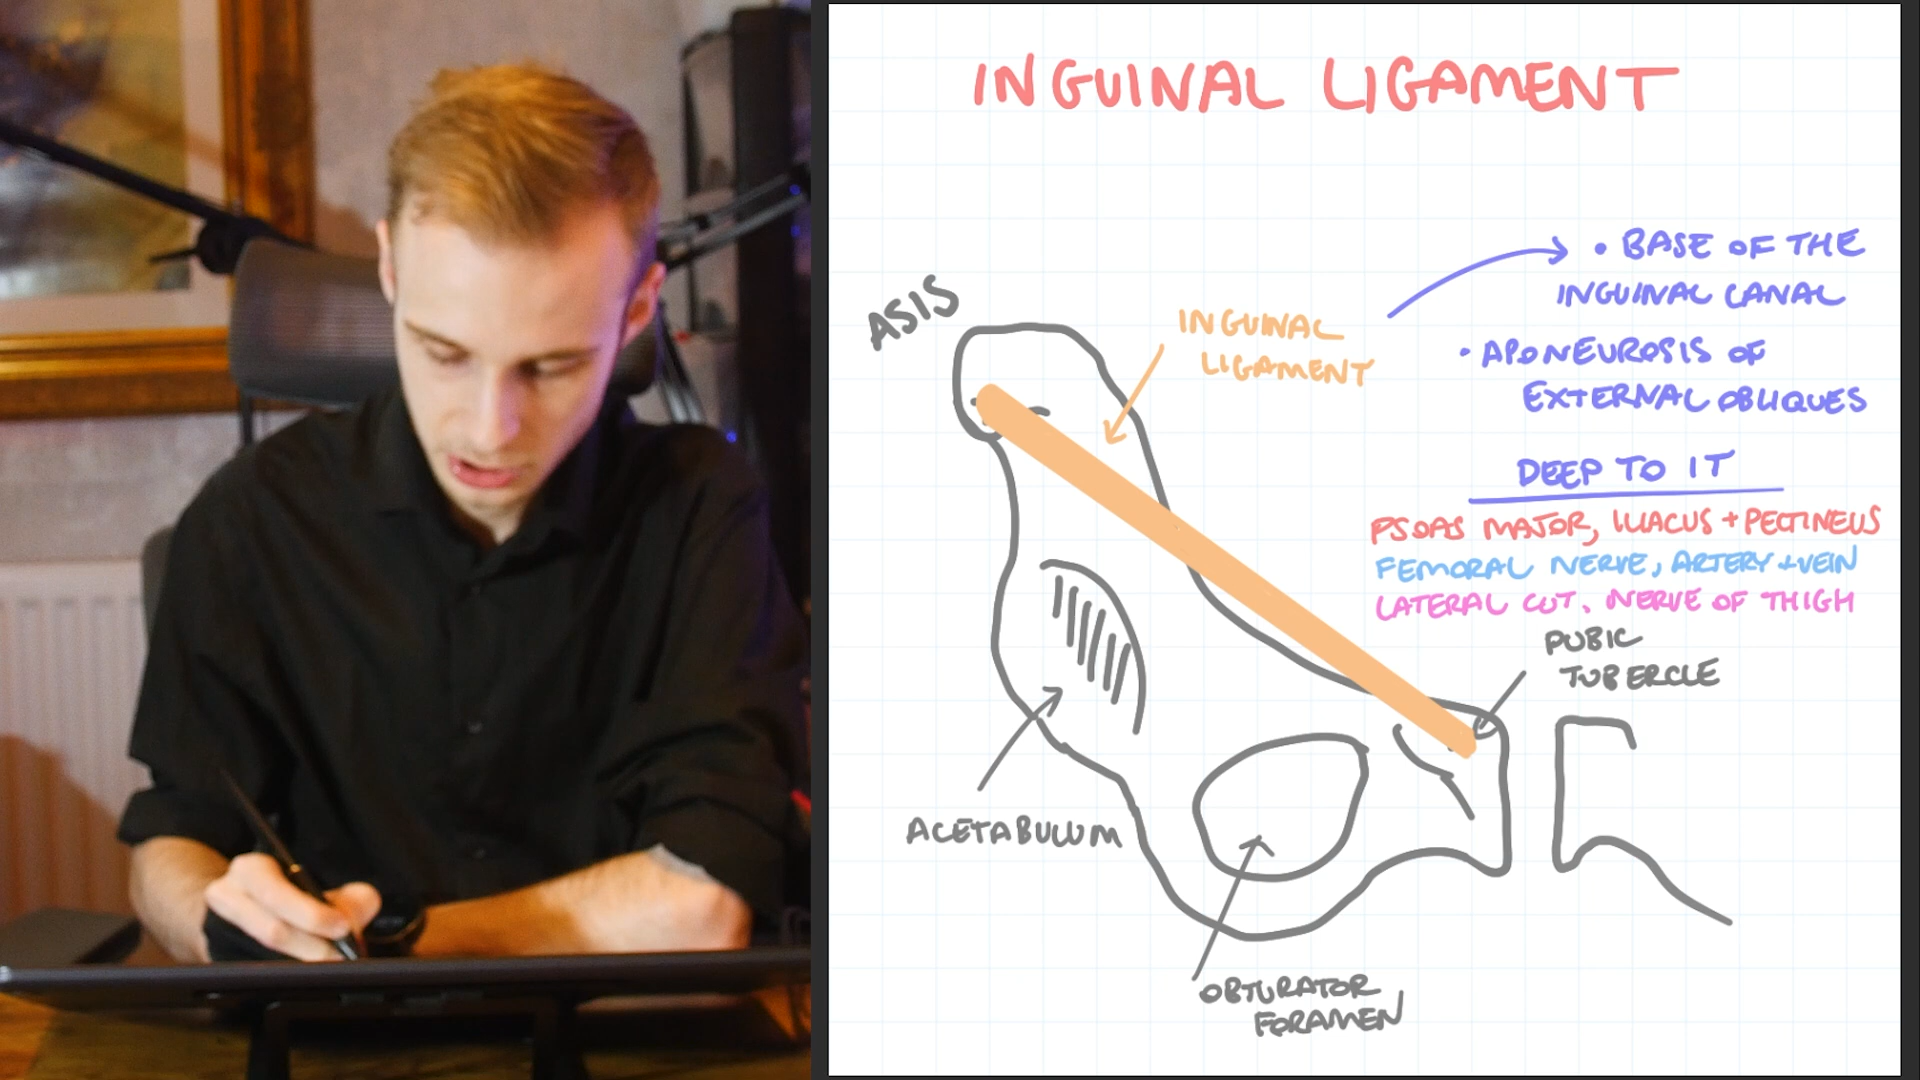 INGUINAL LIGAMENT
• BASE OF THE
INGUINAL CANAL
ASIS
INGUINAL
LIGAMENT
• APONEUROSIS OF
EXTERNAL OBLIQUES
DEEP TO IT
PSOAS MAJOR, ILIACUS + PECTINEUS
FEMORAL NERVE, ARTERY + VEIN
LATERAL CUT. NERVE OF THIGH
PUBIC
TUBERCLE
ACETABULUM
OBTURATOR
FORAMEN